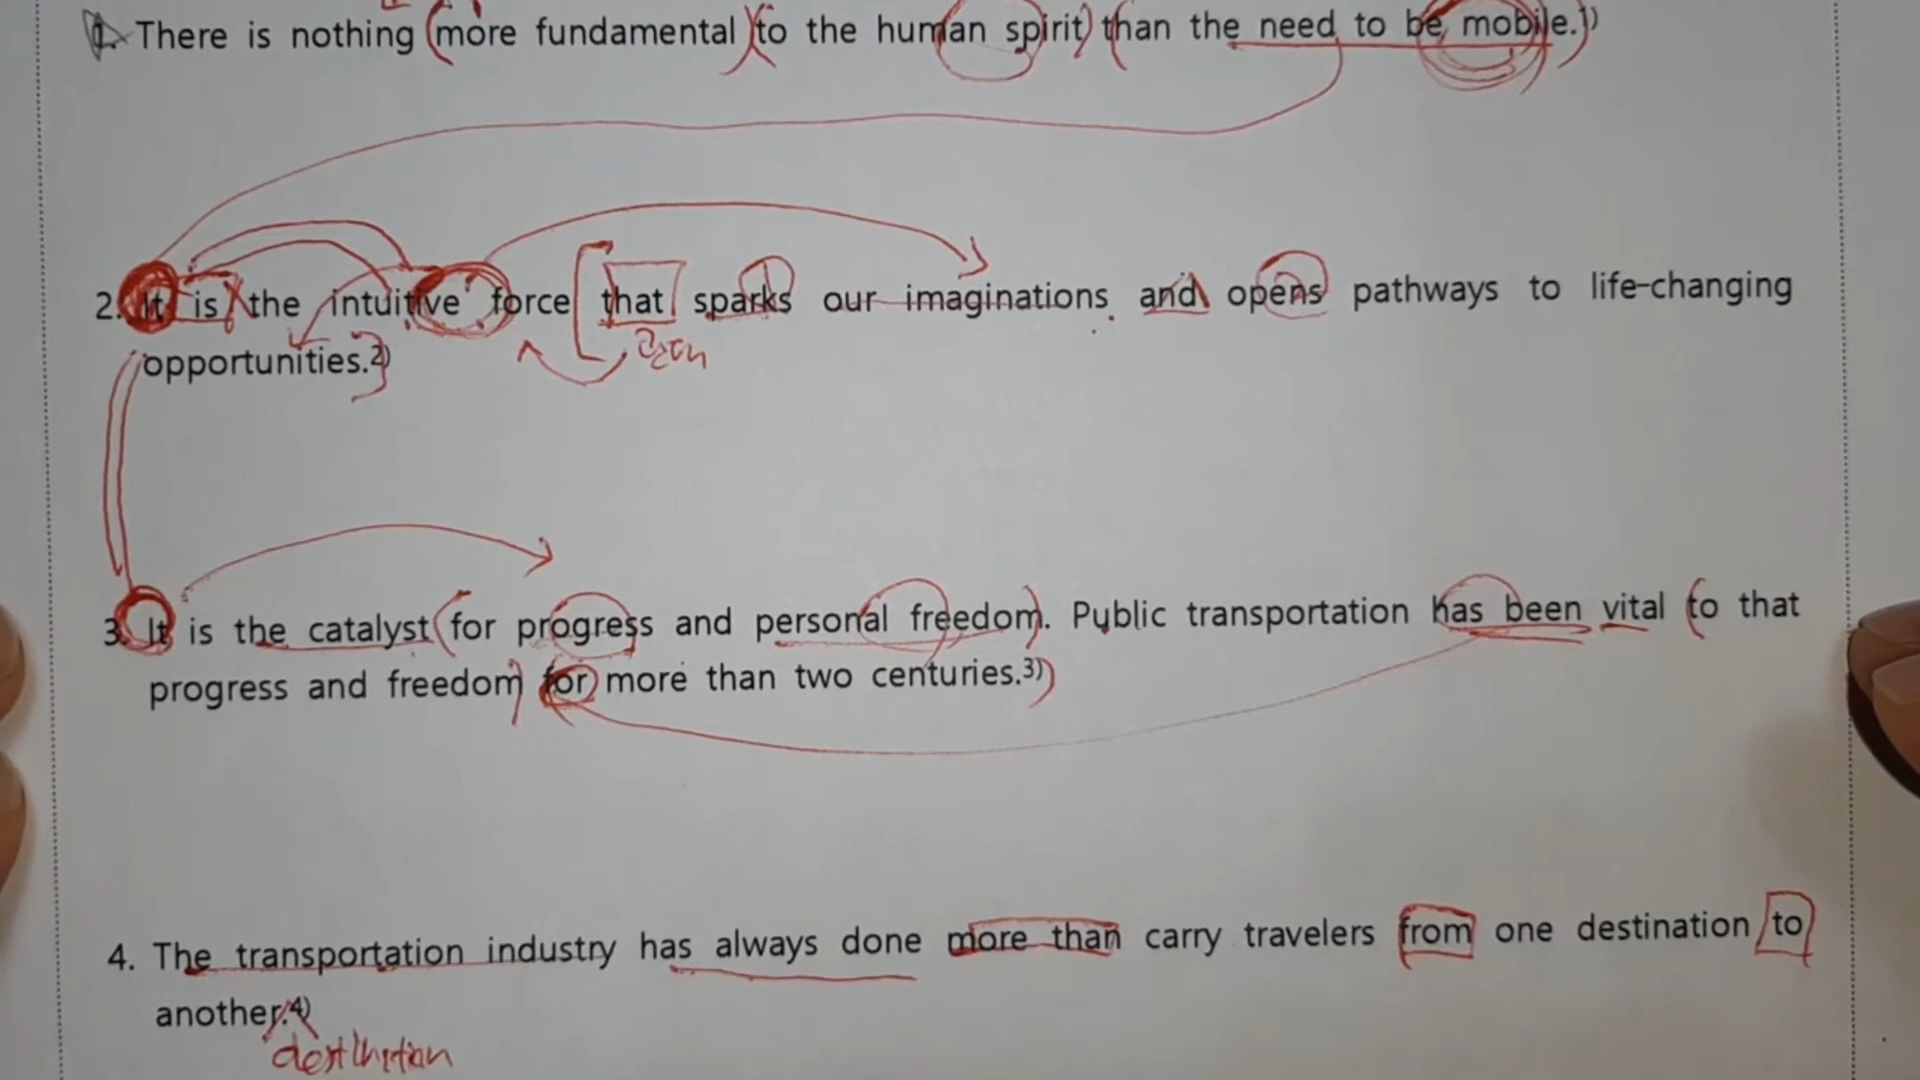 1. There is nothing more fundamental to the human spirit than the need to be mobile.1)
2. It is the intuitive force that sparks our imaginations and opens pathways to life-changing
opportunities.2)
3. It is the catalyst for progress and personal freedom. Public transportation has been vital to that
progress and freedom for more than two centuries.3)
4. The transportation industry has always done more than carry travelers from one destination to
another.4)
destination